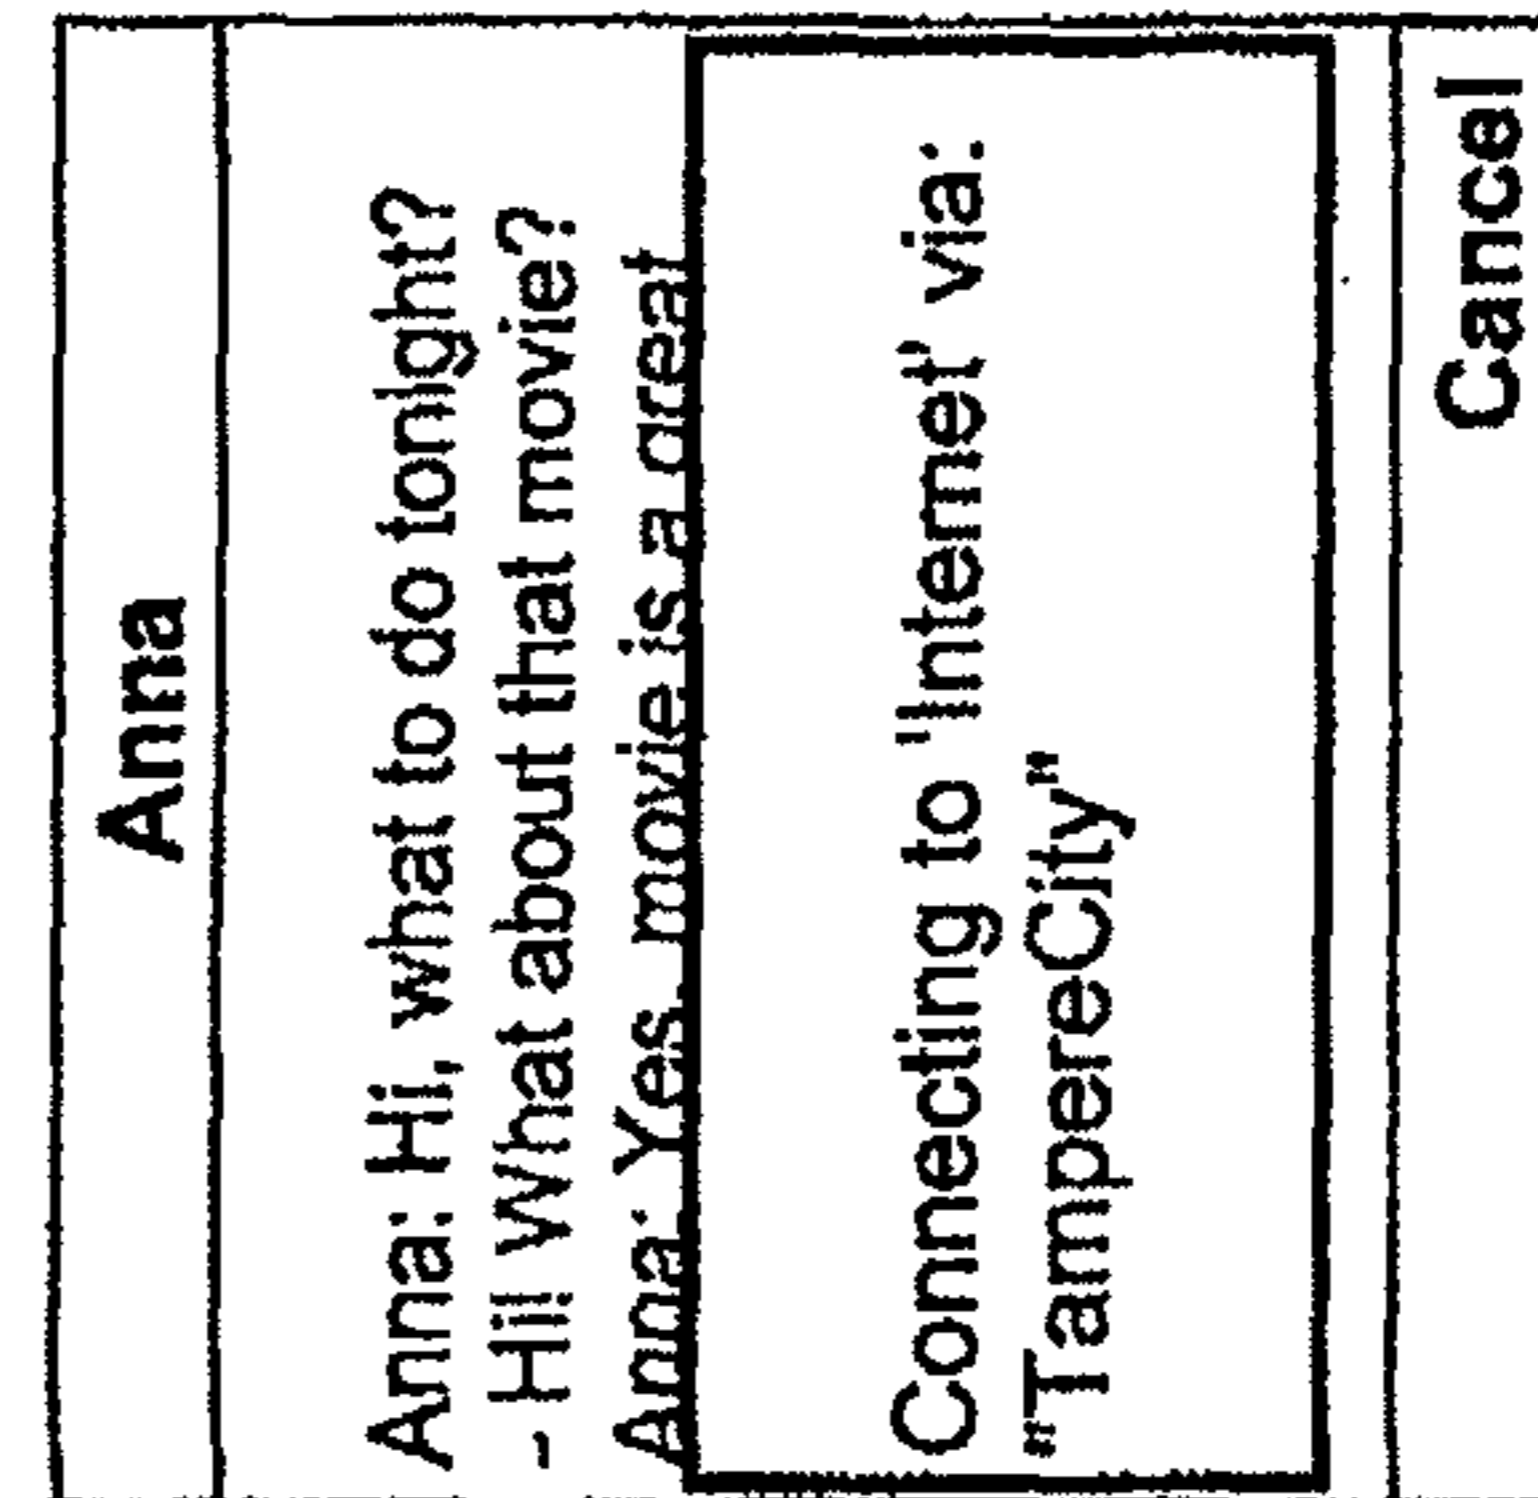 Anna
Anna: Hi, what to do tonight?
- Hi! What about that movie?
Anna: Yes, movie is a great
Connecting to 'Internet' via:
"TampereCity"
Cancel